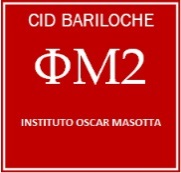 CID BARILOCHE
ΦM2
INSTITUTO OSCAR MASOTTA